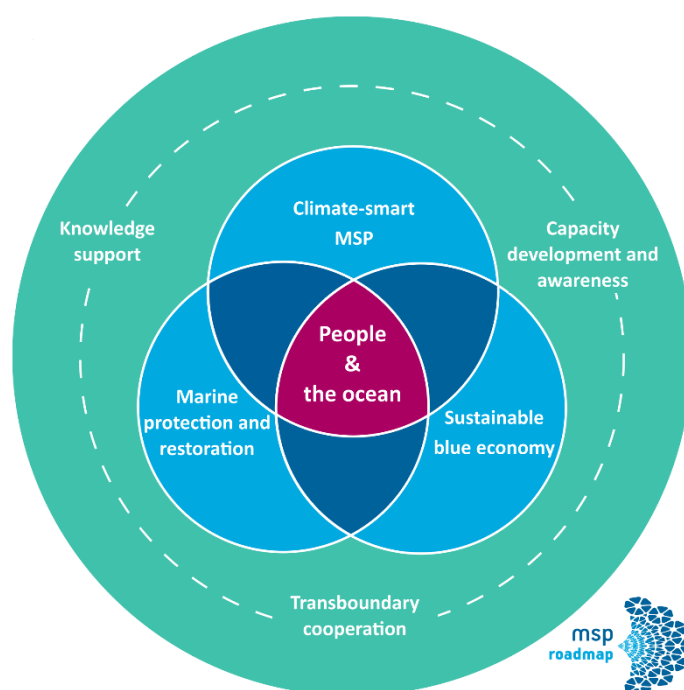 Climate-smart
MSP
Knowledge
support
Capacity
development and
awareness
People
&
the ocean
Marine
protection and
restoration
Sustainable
blue economy
Transboundary
cooperation
msp
roadmap